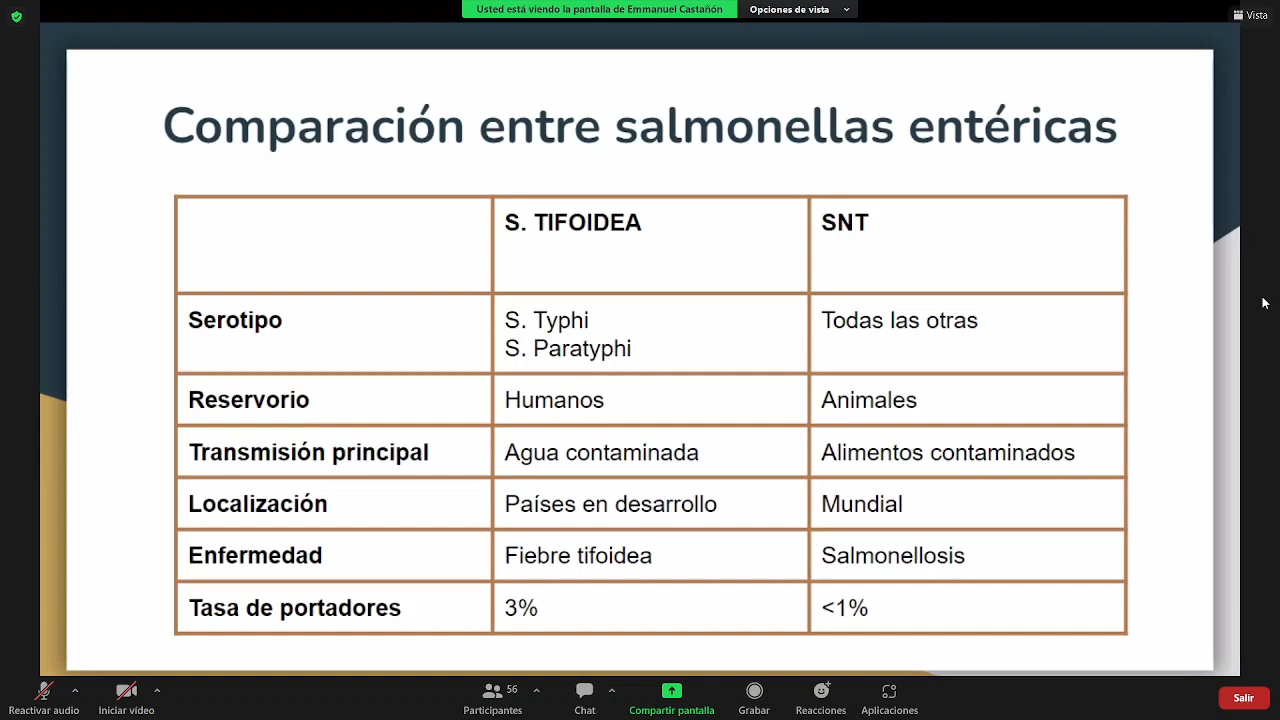 Usted está viendo la pantalla de Emmanuel Castañón
Opciones de vista
Vista
Comparación entre salmonellas entéricas
S. TIFOIDEA
SNT
Serotipo
S. Typhi
S. Paratyphi
Todas las otras
Reservorio
Humanos
Animales
Transmisión principal
Agua contaminada
Alimentos contaminados
Localización
Países en desarrollo
Mundial
Enfermedad
Fiebre tifoidea
Salmonellosis
Tasa de portadores
3%
<1%
Reactivar audio
Iniciar vídeo
56
Participantes
Chat
Compartir pantalla
Grabar
Reacciones
Aplicaciones
Salir